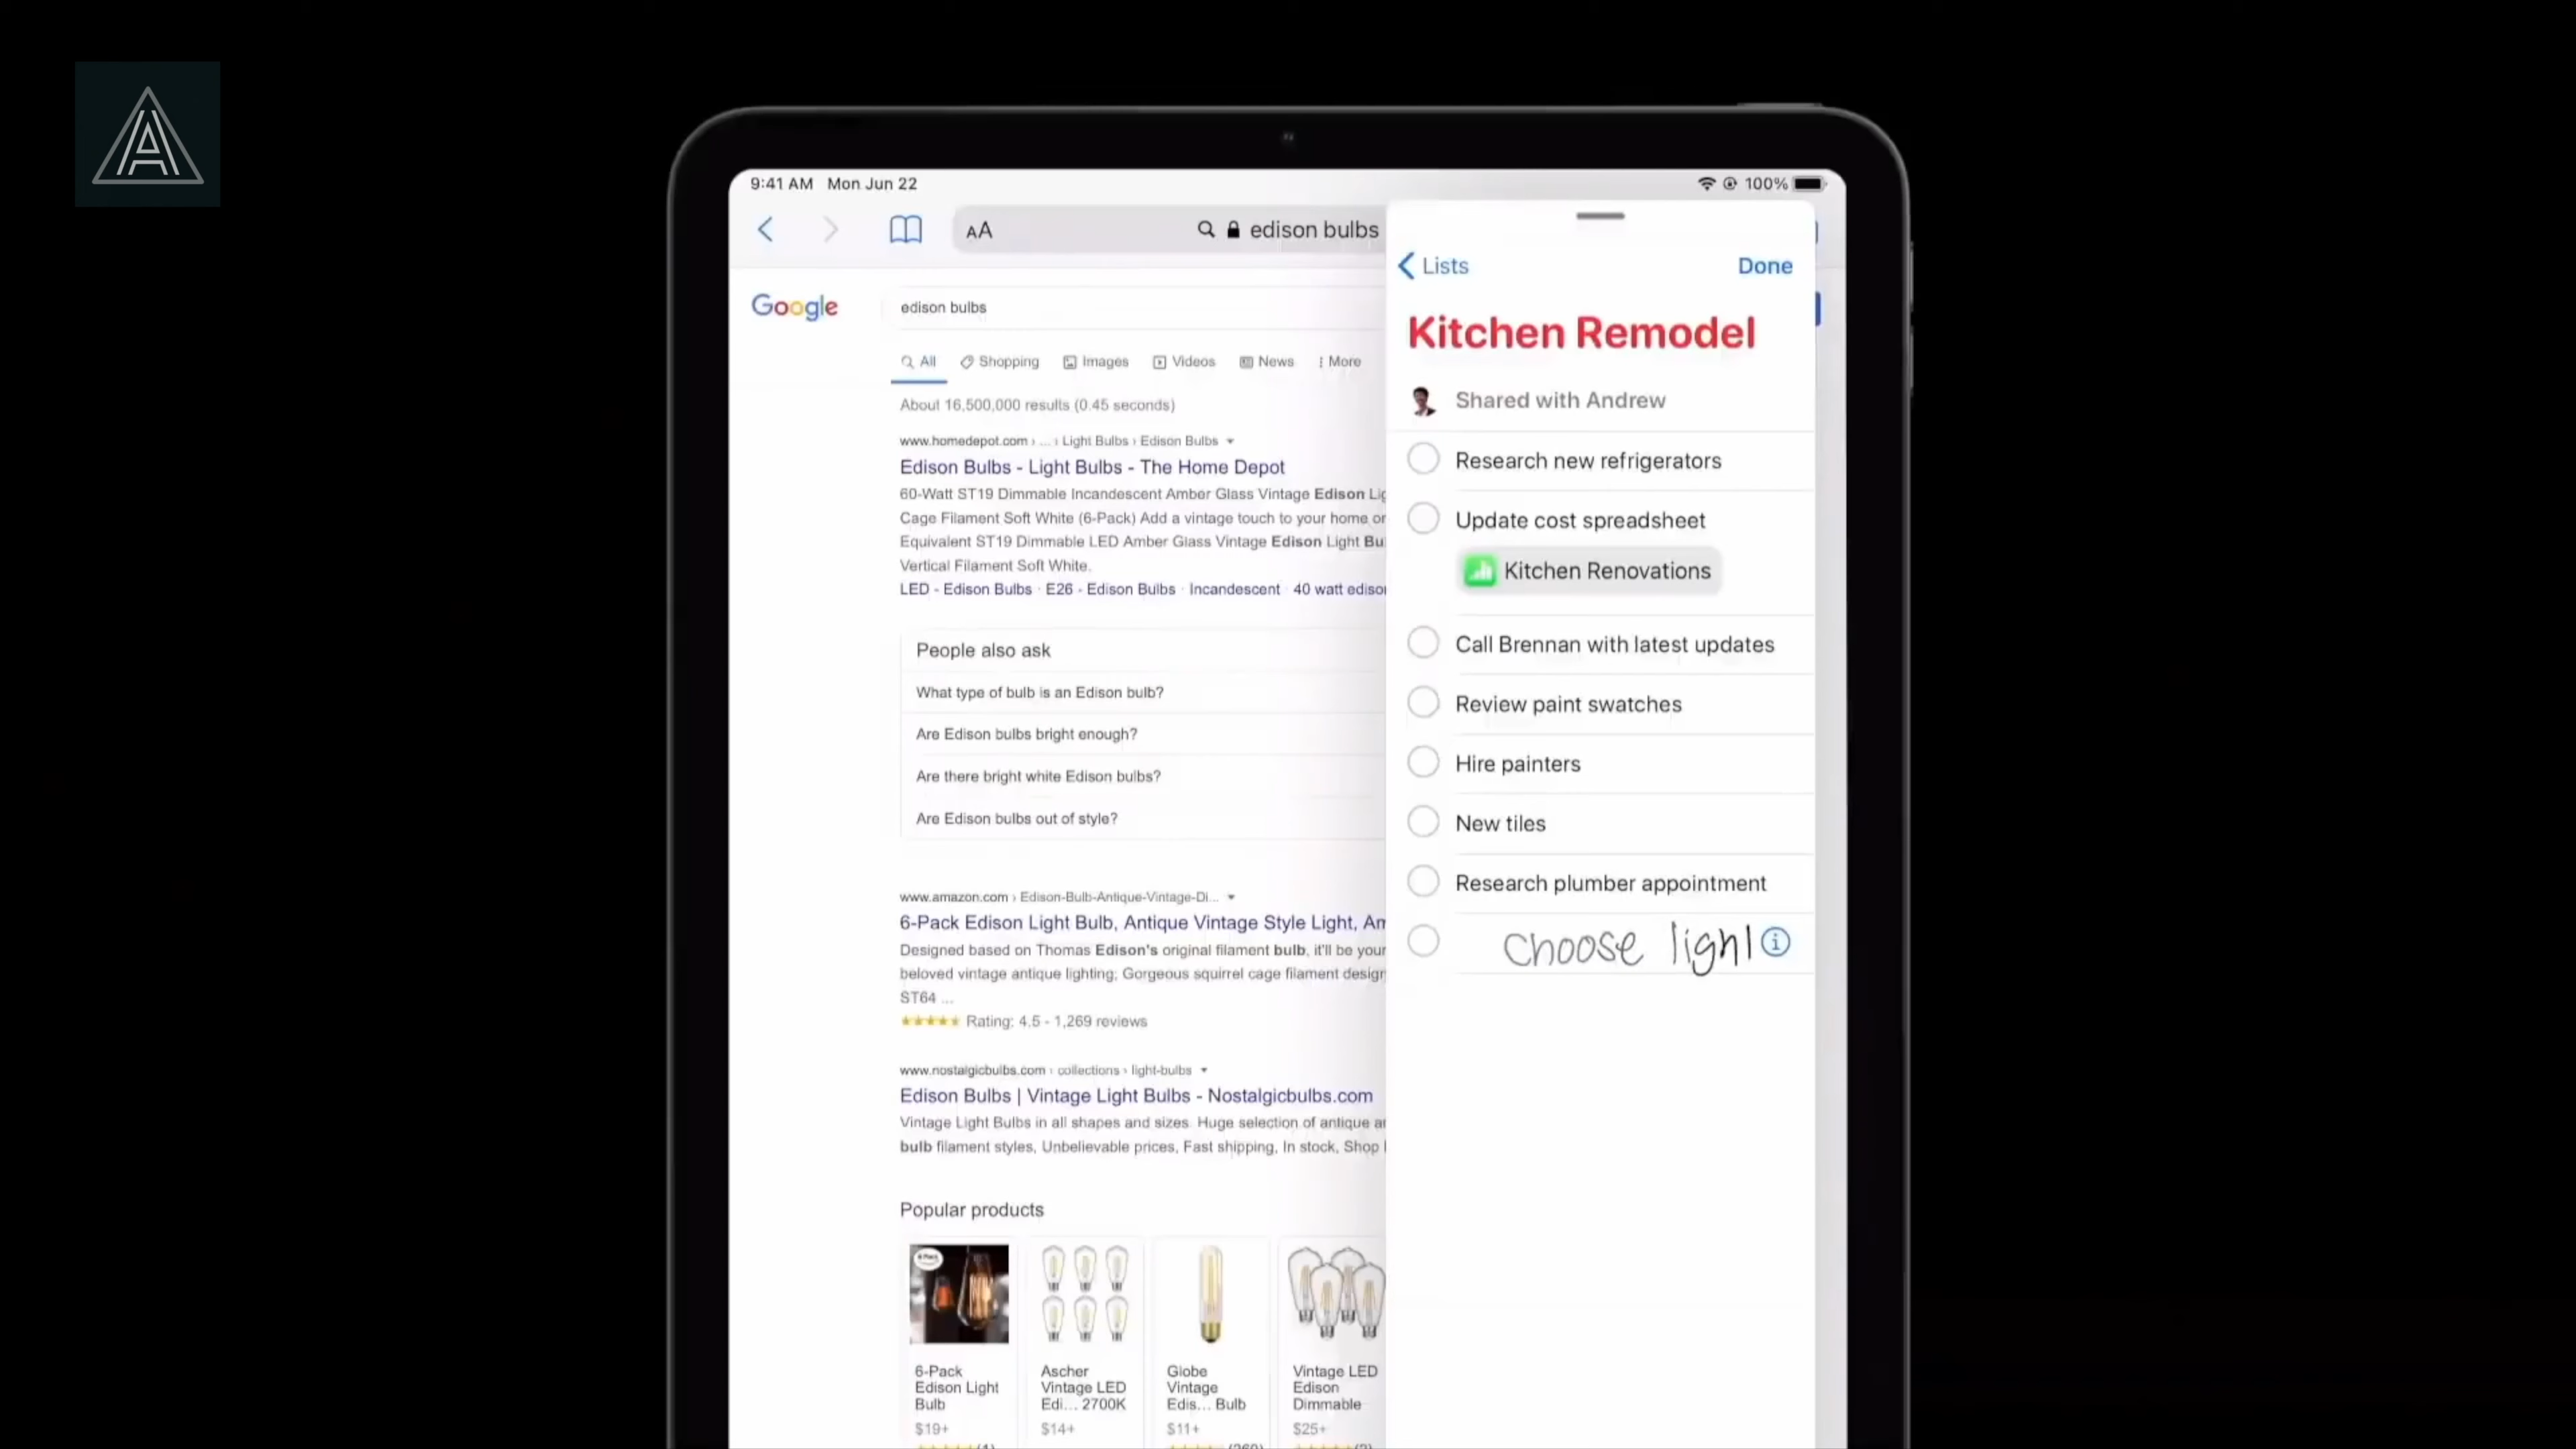 A
9:41 AM Mon Jun 22
100%
AA
edison bulbs
Google
edison bulbs
All Shopping Images Videos News More
About 16,500,000 results (0.45 seconds)
www.homedepot.com › ... › Light Bulbs › Edison Bulbs
Edison Bulbs - Light Bulbs - The Home Depot
60-Watt ST19 Dimmable Incandescent Amber Glass Vintage Edison
Cage Filament Soft White (6-Pack) Add a vintage touch to your home or
Equivalent ST19 Dimmable LED Amber Glass Vintage Edison Light
Vertical Filament Soft White.
LED - Edison Bulbs · E26 - Edison Bulbs · Incandescent · 40 watt
People also ask
What type of bulb is an Edison bulb?
Are Edison bulbs bright enough?
Are there bright white Edison bulbs?
Are Edison bulbs out of style?
www.amazon.com › Edison-Bulb-Antique-Vintage-Di...
6-Pack Edison Light Bulb, Antique Vintage Style Light,
Designed based on Thomas Edison's original filament bulb, it'll be your
beloved vintage antique lighting; Gorgeous squirrel cage filament
ST64 ...
Rating: 4.5 - 1,269 reviews
www.nostalgicbulbs.com › collections › light-bulbs
Edison Bulbs | Vintage Light Bulbs - Nostalgicbulbs.com
Vintage Light Bulbs in all shapes and sizes. Huge selection of antique
bulb filament styles, Unbelievable prices, Fast shipping, In stock, Shop
Popular products
6-Pack
Edison Light
Bulb
$19+
Ascher
Vintage LED
Edi... 2700K
$14+
Globe
Vintage
Edis... Bulb
$11+
Vintage LED
Edison
Dimmable
$25+
Lists
Done
Kitchen Remodel
Shared with Andrew
Research new refrigerators
Update cost spreadsheet
Kitchen Renovations
Call Brennan with latest updates
Review paint swatches
Hire painters
New tiles
Research plumber appointment
Choose